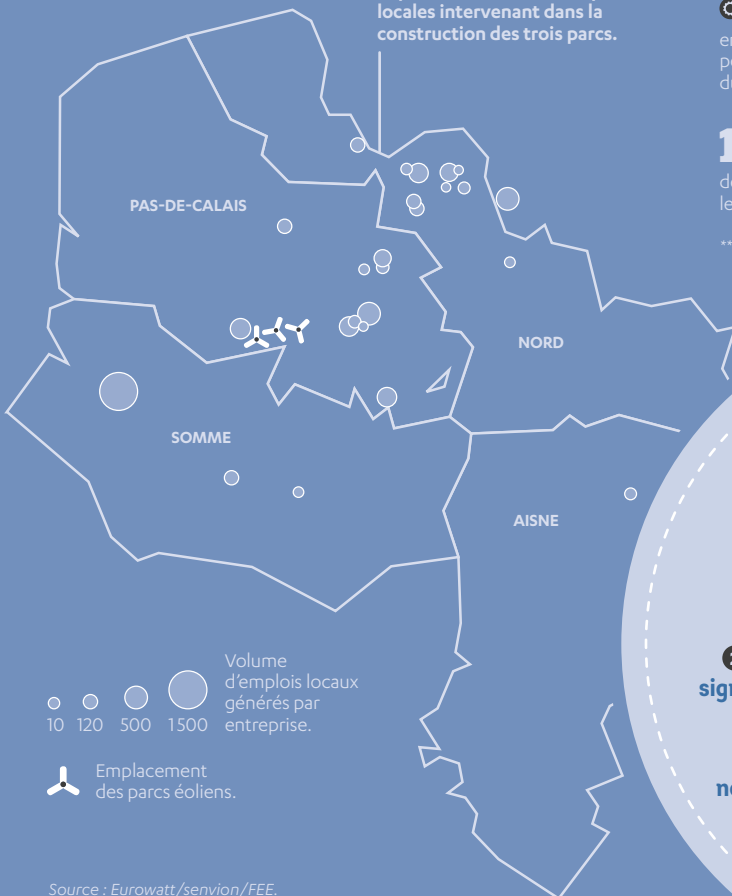 locales intervenant dans la
construction des trois parcs.
PAS-DE-CALAIS
NORD
SOMME
AISNE
Volume
d’emplois locaux
générés par
entreprise.
10 120 500 1500
Emplacement
des parcs éoliens.
Source : Eurowatt/senvion/FEE.